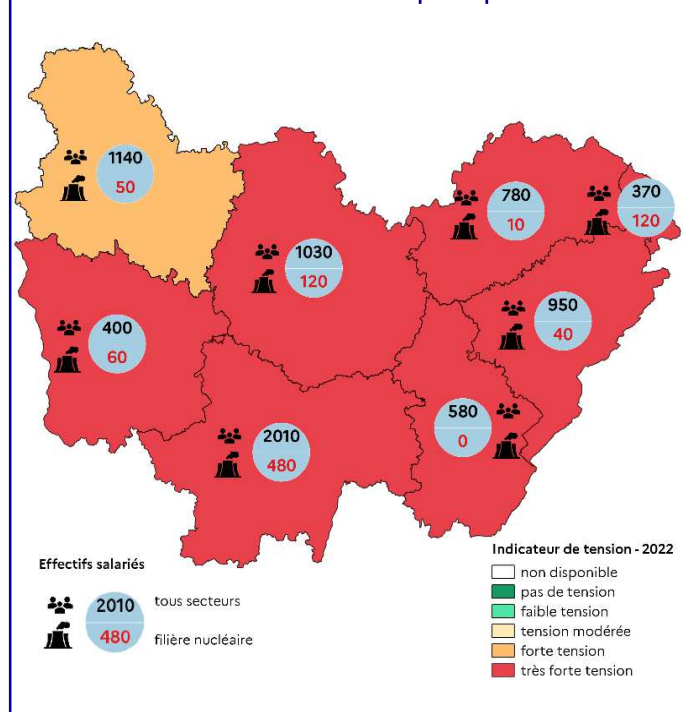 1140
50
780
10
370
120
1030
120
950
40
400
60
580
0
2010
480
Effectifs salariés
2010 tous secteurs
480 filière nucléaire
Indicateur de tension - 2022
non disponible
pas de tension
faible tension
tension modérée
forte tension
très forte tension